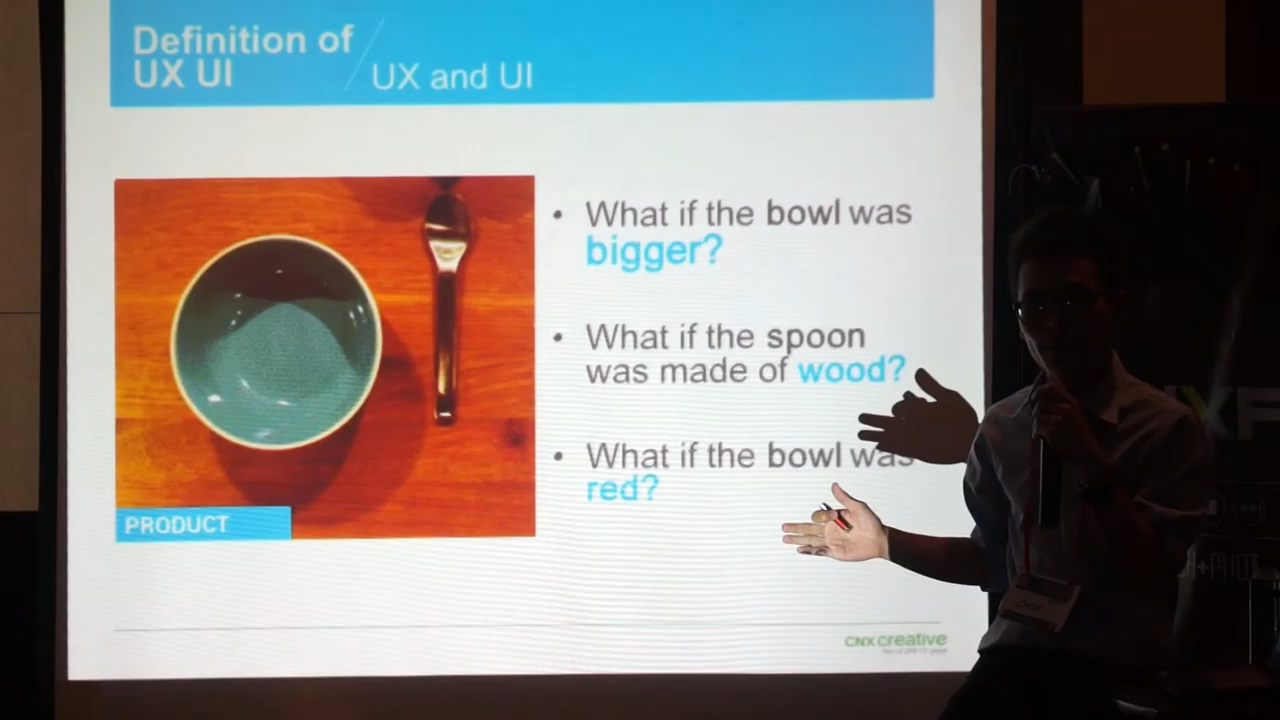 Definition of
UX UI
UX and UI
• What if the bowl was
bigger?
• What if the spoon
was made of wood?
• What if the bowl was
red?
PRODUCT
CNX creative